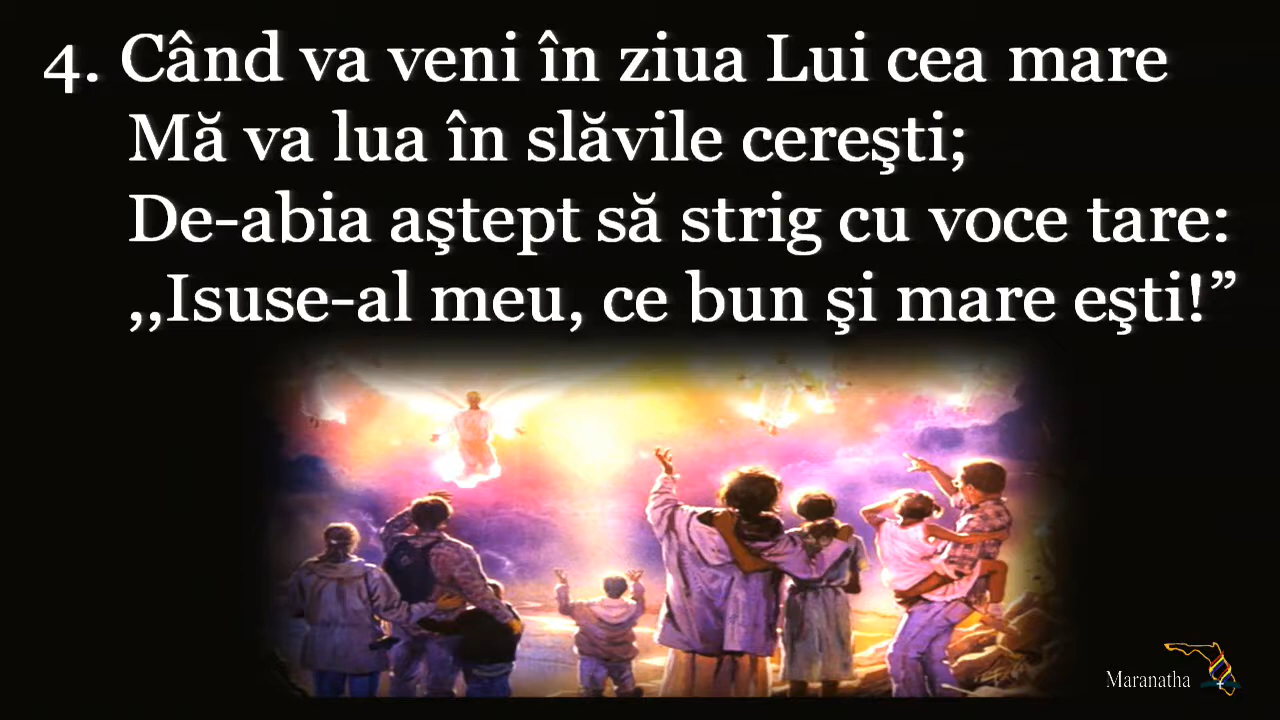 4. Când va veni în ziua Lui cea mare
Mă va lua în slăvile cereşti;
De-abia aştept să strig cu voce tare:
,,Isuse-al meu, ce bun şi mare eşti!”
Maranatha